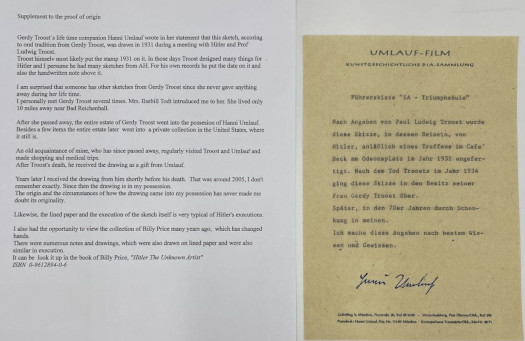 Supplement to the proof of origin
Gerdy Troost's life time companion Hanni Umlauf wrote in her statement that this sketch, according
to oral tradition from Gerdy Troost, was drawn in 1931 during a meeting with Hitler and Prof
Ludwig Troost.
Troost himself most likely put the stamp 1931 on it. In those days Troost designed many things for
Hitler and I persume he had many sketches from AH. For his own records he put the date on it and
also the handwritten note above it.
I am surprised that someone has other sketches from Gerdy Troost since she never gave anything
away during her life time.
I personally met Gerdy Troost several times. Mrs. Ilsebill Todt introduced me to her. She lived only
10 miles away near Bad Reichenhall.
After she passed away, the entire estate of Gerdy Troost went into the posession of Hanni Umlauf.
Besides a few items the entire estate later went into a private collection in the United States, where
it still is.
An old acquaintance of mine, who has since passed away, regularly visited Troost and Umlauf and
made shopping and medical trips.
After Troost's death, he received the drawing as a gift from Umlauf.
Years later I received the drawing from him shortly before his death. That was around 2005, I don't
remember exactly. Since then the drawing is in my possession.
The origin and the circumstances of how the drawing came into my possession has never made me
doubt its originality.
Likewise, the lined paper and the execution of the sketch itself is very typical of Hitler's executions.
I also had the opportunity to view the collection of Billy Price many years ago, which has changed
hands.
There were numerous notes and drawings, which were also drawn on lined paper and were also
similar in execution.
It can be look it up in the book of Billy Price, "Hitler The Unknown Artist"
ISBN 0-9612894-0-6
UMLAUF-FILM
KUNSTGESCHICHTLICHE DIA-SAMMLUNG
Führerskizze "SA - Triumphsäule"
Nach Angaben von Paul Ludwig Troost wurde
diese Skizze, in dessen Beisein, von
Hitler, anläßlich eines Treffens im Cafe'
Heck am Odeonsplatz im Jahr 1931 angefer-
tigt. Nach dem Tod Troosts im Jahr 1934
ging diese Skizze in den Besitz seiner
Frau Gerdy Troost über.
Später, in den 70er Jahren durch Schen-
kung in meinen.
Ich mache diese Angaben nach bestem Wis-
sen und Gewissen.
Hanni Umlauf